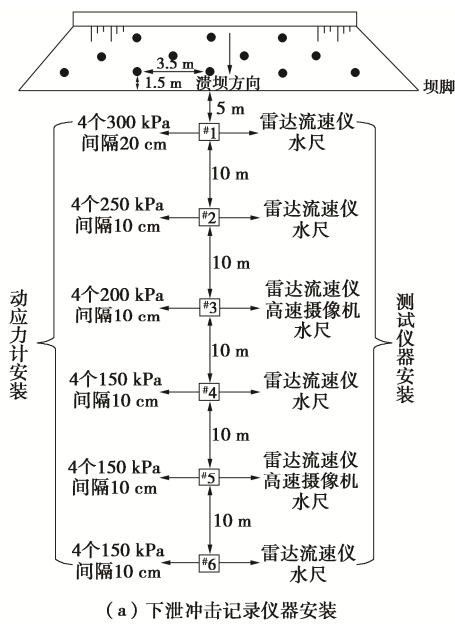 3.5 m
1.5 m
溃坝方向
坝脚
5 m
4个300 kPa
间隔20 cm
#1
雷达流速仪
水尺
10 m
4个250 kPa
间隔10 cm
#2
雷达流速仪
水尺
10 m
4个200 kPa
间隔10 cm
#3
雷达流速仪
高速摄像机
水尺
动应力计安装
测试仪器安装
10 m
4个150 kPa
间隔10 cm
#4
雷达流速仪
水尺
10 m
4个150 kPa
间隔10 cm
#5
雷达流速仪
高速摄像机
水尺
10 m
4个150 kPa
间隔10 cm
#6
雷达流速仪
水尺
（a）下泄冲击记录仪器安装